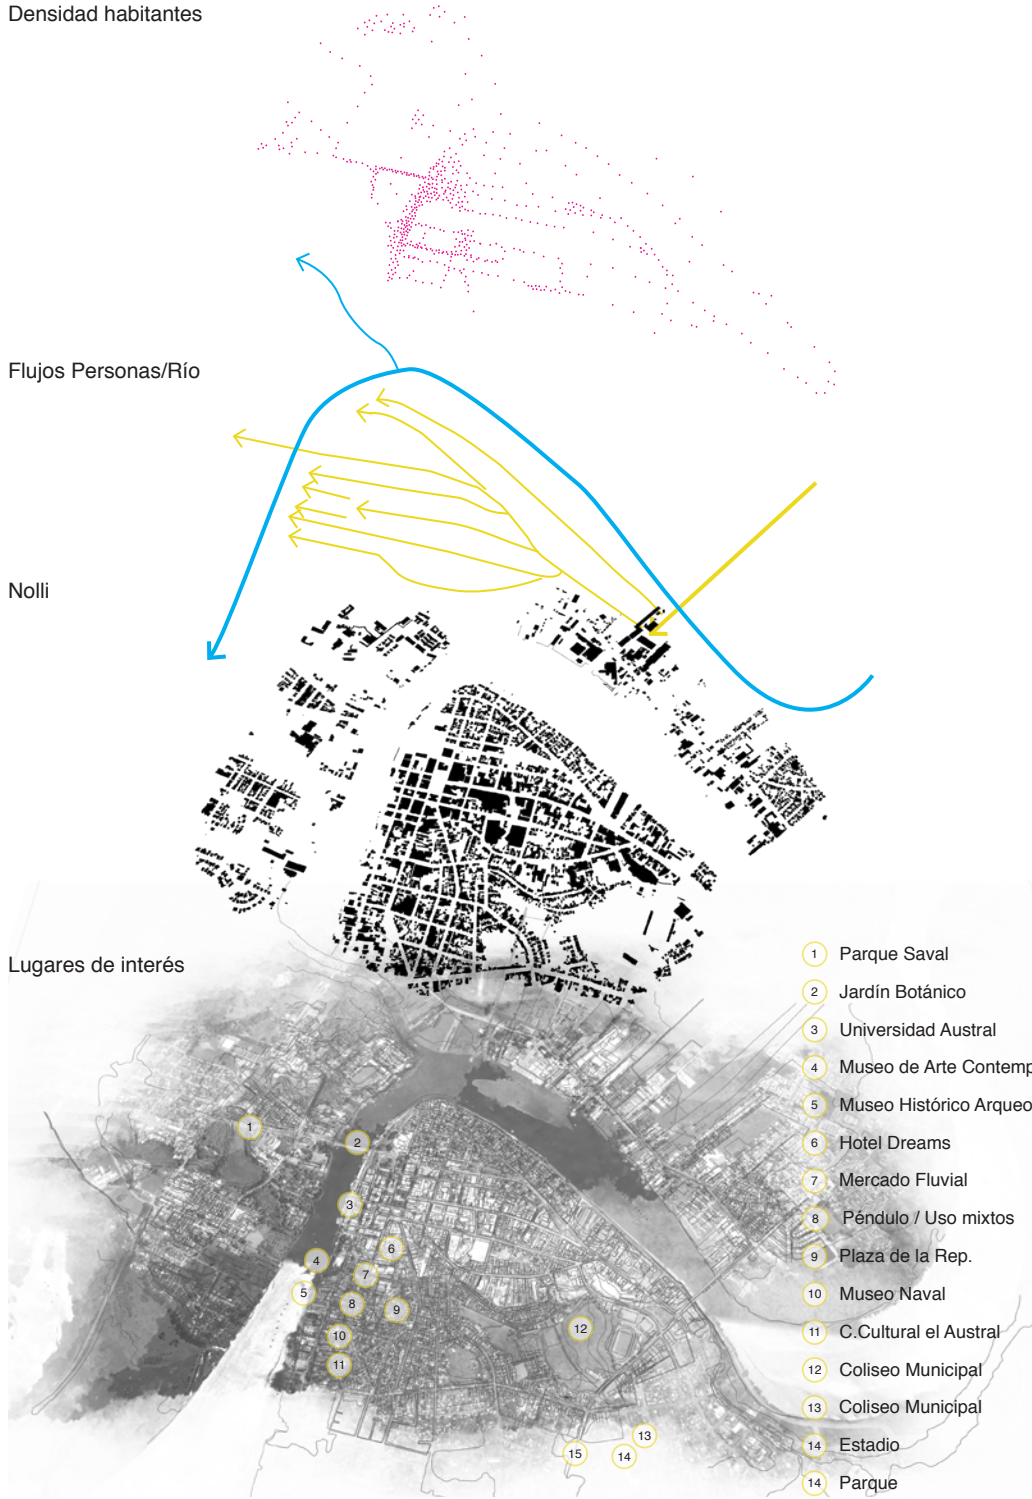 Densidad habitantes
Flujos Personas/Río
Nolli
Lugares de interés
1 Parque Saval
2 Jardín Botánico
3 Universidad Austral
4 Museo de Arte Contemp
5 Museo Histórico Arqueo
6 Hotel Dreams
7 Mercado Fluvial
8 Péndulo / Uso mixtos
9 Plaza de la Rep.
10 Museo Naval
11 C.Cultural el Austral
12 Coliseo Municipal
13 Coliseo Municipal
14 Estadio
14 Parque
1
2
3
6
4
7
5
8
9
12
10
11
13
15
14